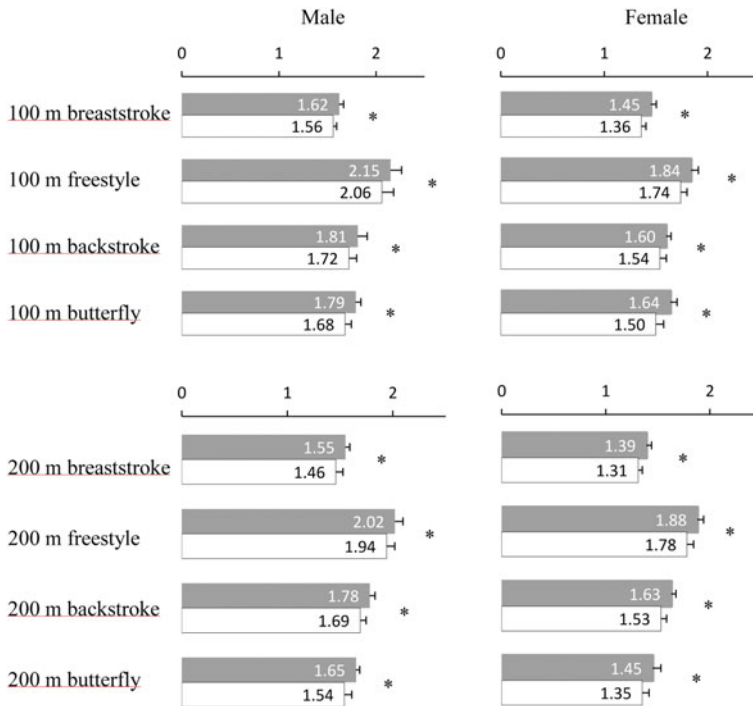 Male Female
0 1 2 0 1 2
100 m breaststroke 1.62 * 1.45 *
1.56 1.36
100 m freestyle 2.15 * 1.84 *
2.06 1.74
100 m backstroke 1.81 * 1.60 *
1.72 1.54
100 m butterfly 1.79 * 1.64 *
1.68 1.50
0 1 2 0 1 2
200 m breaststroke 1.55 * 1.39 *
1.46 1.31
200 m freestyle 2.02 * 1.88 *
1.94 1.78
200 m backstroke 1.78 * 1.63 *
1.69 1.53
200 m butterfly 1.65 * 1.45 *
1.54 1.35